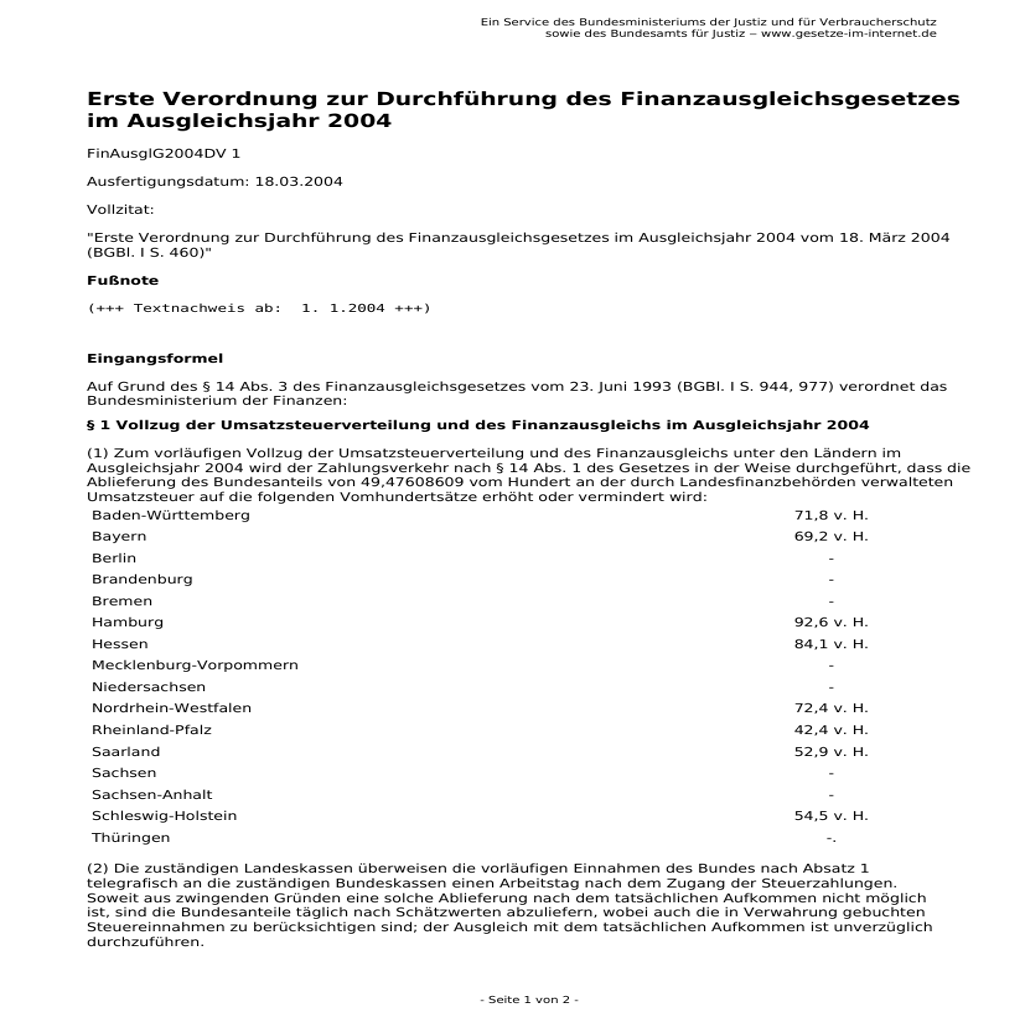 Ein Service des Bundesministeriums der Justiz und für Verbraucherschutz
sowie des Bundesamts für Justiz – www.gesetze-im-internet.de
Erste Verordnung zur Durchführung des Finanzausgleichsgesetzes
im Ausgleichsjahr 2004
FinAusglG2004DV 1
Ausfertigungsdatum: 18.03.2004
Vollzitat:
"Erste Verordnung zur Durchführung des Finanzausgleichsgesetzes im Ausgleichsjahr 2004 vom 18. März 2004
(BGBl. I S. 460)"
Fußnote
(+++ Textnachweis ab:  1. 1.2004 +++)
Eingangsformel
Auf Grund des § 14 Abs. 3 des Finanzausgleichsgesetzes vom 23. Juni 1993 (BGBl. I S. 944, 977) verordnet das
Bundesministerium der Finanzen:
§ 1 Vollzug der Umsatzsteuerverteilung und des Finanzausgleichs im Ausgleichsjahr 2004
(1) Zum vorläufigen Vollzug der Umsatzsteuerverteilung und des Finanzausgleichs unter den Ländern im
Ausgleichsjahr 2004 wird der Zahlungsverkehr nach § 14 Abs. 1 des Gesetzes in der Weise durchgeführt, dass die
Ablieferung des Bundesanteils von 49,47608609 vom Hundert an der durch Landesfinanzbehörden verwalteten
Umsatzsteuer auf die folgenden Vomhundertsätze erhöht oder vermindert wird:
Baden-Württemberg 71,8 v. H.
Bayern 69,2 v. H.
Berlin -
Brandenburg -
Bremen -
Hamburg 92,6 v. H.
Hessen 84,1 v. H.
Mecklenburg-Vorpommern -
Niedersachsen -
Nordrhein-Westfalen 72,4 v. H.
Rheinland-Pfalz 42,4 v. H.
Saarland 52,9 v. H.
Sachsen -
Sachsen-Anhalt -
Schleswig-Holstein 54,5 v. H.
Thüringen -.
(2) Die zuständigen Landeskassen überweisen die vorläufigen Einnahmen des Bundes nach Absatz 1
telegrafisch an die zuständigen Bundeskassen einen Arbeitstag nach dem Zugang der Steuerzahlungen.
Soweit aus zwingenden Gründen eine solche Ablieferung nach dem tatsächlichen Aufkommen nicht möglich
ist, sind die Bundesanteile täglich nach Schätzwerten abzuliefern, wobei auch die in Verwahrung gebuchten
Steuereinnahmen zu berücksichtigen sind; der Ausgleich mit dem tatsächlichen Aufkommen ist unverzüglich
durchzuführen.
- Seite 1 von 2 -